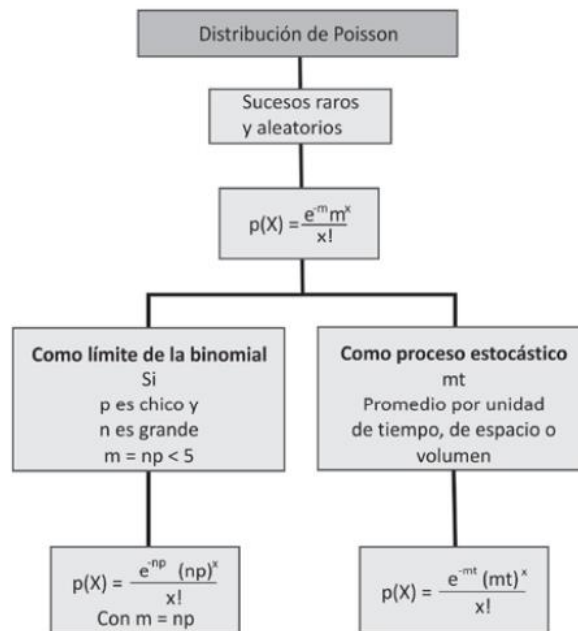 Distribución de Poisson
Sucesos raros
y aleatorios
p(X) = e^-m m^x / x!
Como límite de la binomial
Si
p es chico y
n es grande
m = np < 5
Como proceso estocástico
mt
Promedio por unidad
de tiempo, de espacio o
volumen
p(X) = e^-np (np)^x / x!
Con m = np
p(X) = e^-mt (mt)^x / x!